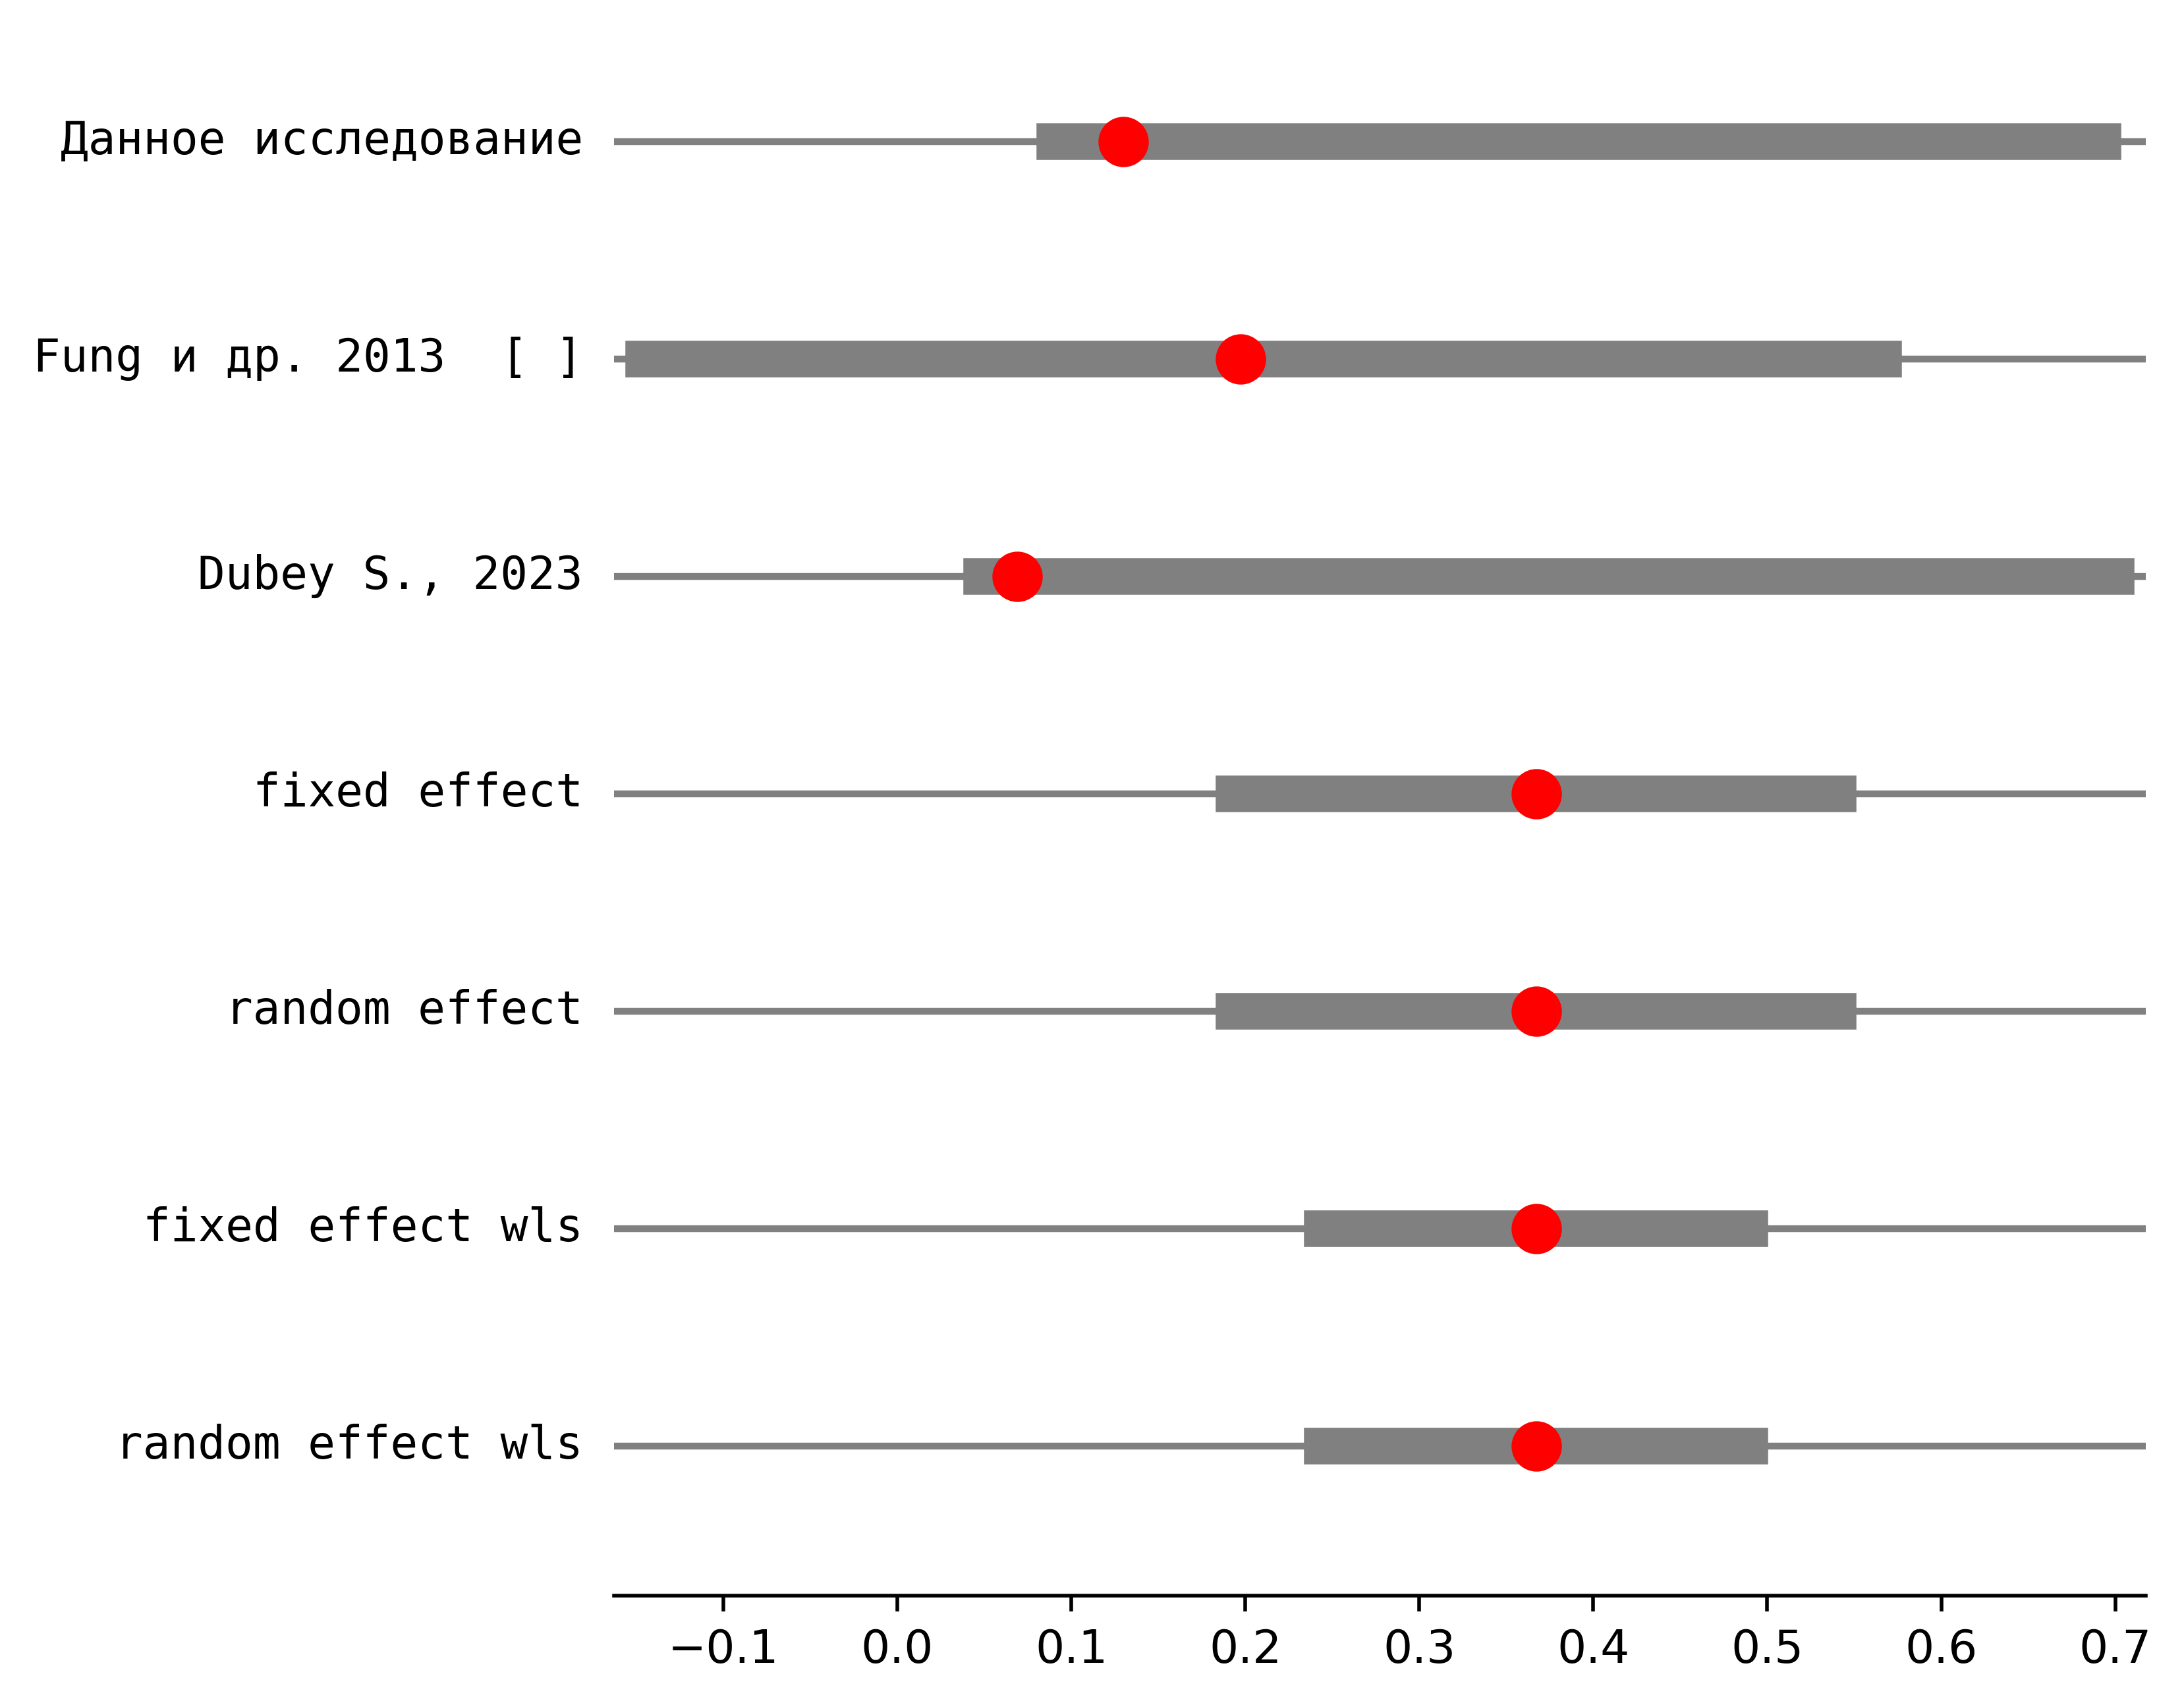 Данное исследование
Fung и др. 2013  [ ]
Dubey S., 2023
fixed effect
random effect
fixed effect wls
random effect wls
−0.1 0.0 0.1 0.2 0.3 0.4 0.5 0.6 0.7